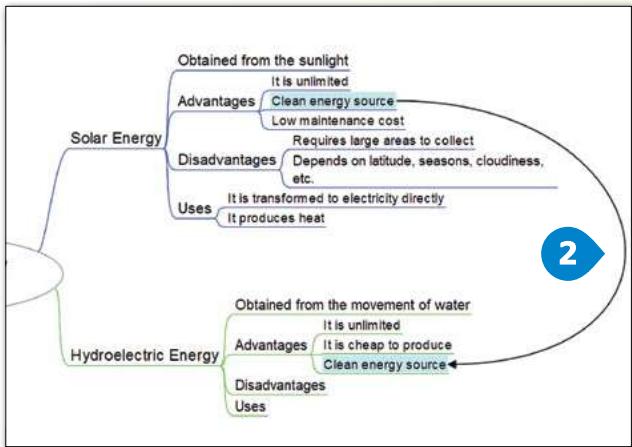 Obtained from the sunlight
It is unlimited
Advantages
Clean energy source
Low maintenance cost
Solar Energy
Requires large areas to collect
Disadvantages
Depends on latitude, seasons, cloudiness,
etc.
It is transformed to electricity directly
Uses
It produces heat
2
Obtained from the movement of water
It is unlimited
Advantages
It is cheap to produce
Hydroelectric Energy
Clean energy source
Disadvantages
Uses